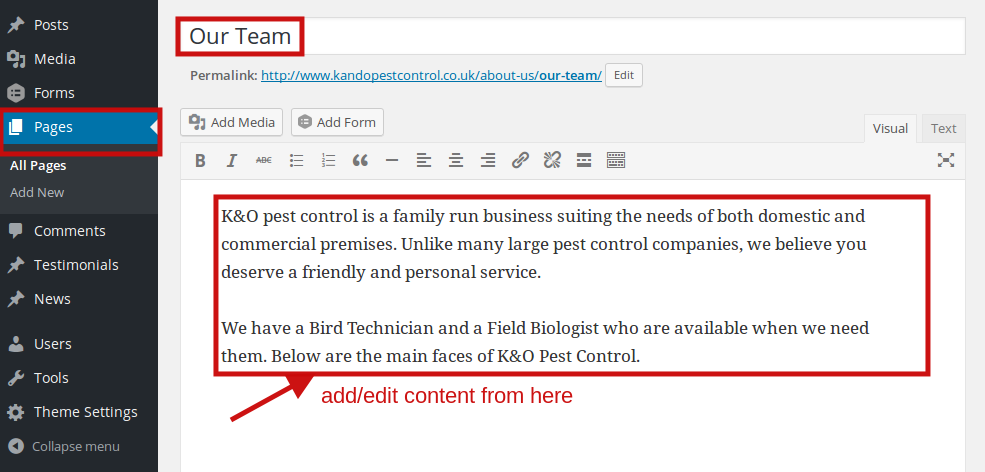 Posts
Media
Forms
Pages
All Pages
Add New
Comments
Testimonials
News
Users
Tools
Theme Settings
Collapse menu
Our Team
Permalink: http://www.kandopestcontrol.co.uk/about-us/our-team/ Edit
Add Media Add Form
Visual Text
B I ABC
K&O pest control is a family run business suiting the needs of both domestic and
commercial premises. Unlike many large pest control companies, we believe you
deserve a friendly and personal service.
We have a Bird Technician and a Field Biologist who are available when we need
them. Below are the main faces of K&O Pest Control.
add/edit content from here